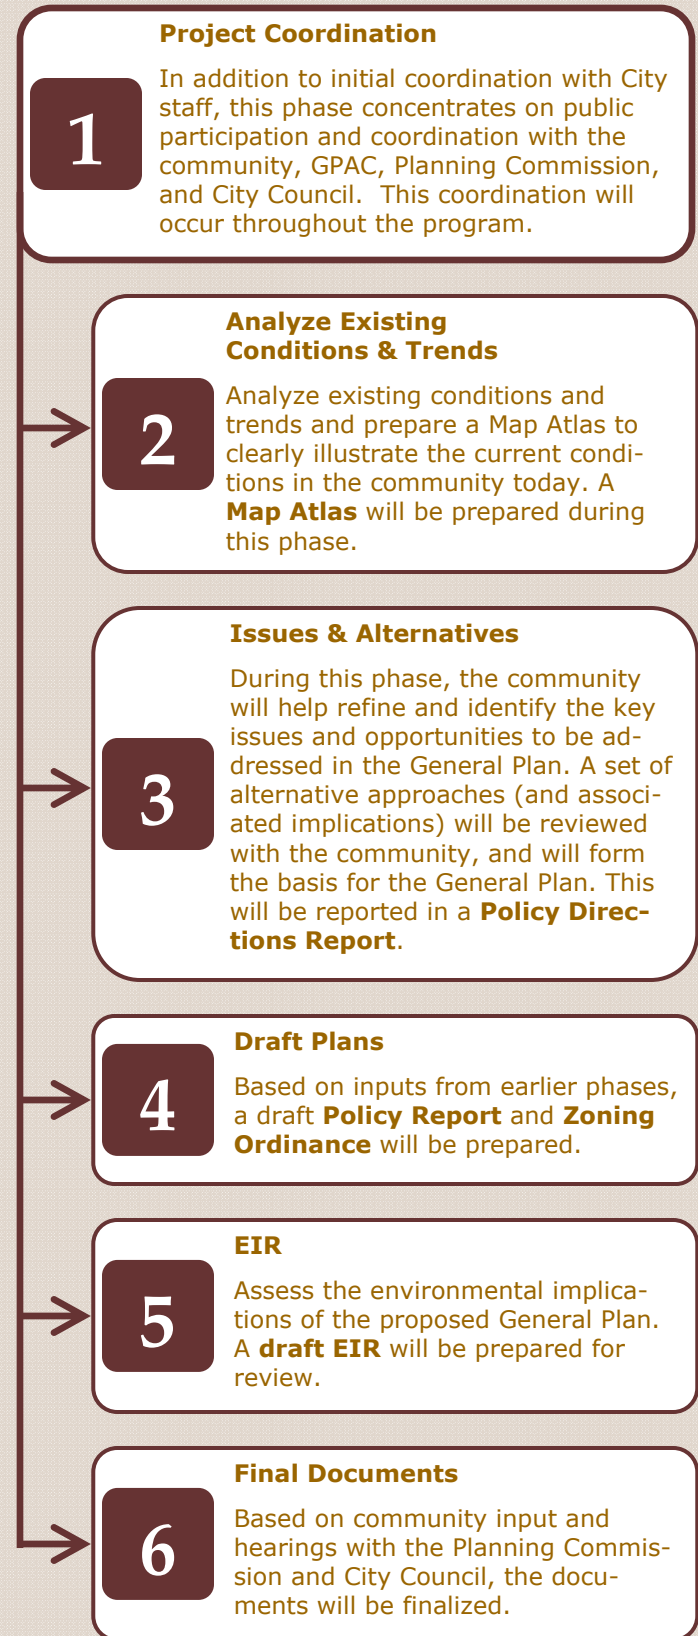 Project Coordination
1
In addition to initial coordination with City
staff, this phase concentrates on public
participation and coordination with the
community, GPAC, Planning Commission,
and City Council.  This coordination will
occur throughout the program.
Analyze Existing
Conditions & Trends
2
Analyze existing conditions and
trends and prepare a Map Atlas to
clearly illustrate the current condi-
tions in the community today. A
Map Atlas will be prepared during
this phase.
Issues & Alternatives
3
During this phase, the community
will help refine and identify the key
issues and opportunities to be ad-
dressed in the General Plan. A set of
alternative approaches (and associ-
ated implications) will be reviewed
with the community, and will form
the basis for the General Plan. This
will be reported in a Policy Direc-
tions Report.
Draft Plans
4
Based on inputs from earlier phases,
a draft Policy Report and Zoning
Ordinance will be prepared.
EIR
5
Assess the environmental implica-
tions of the proposed General Plan.
A draft EIR will be prepared for
review.
Final Documents
6
Based on community input and
hearings with the Planning Commis-
sion and City Council, the docu-
ments will be finalized.